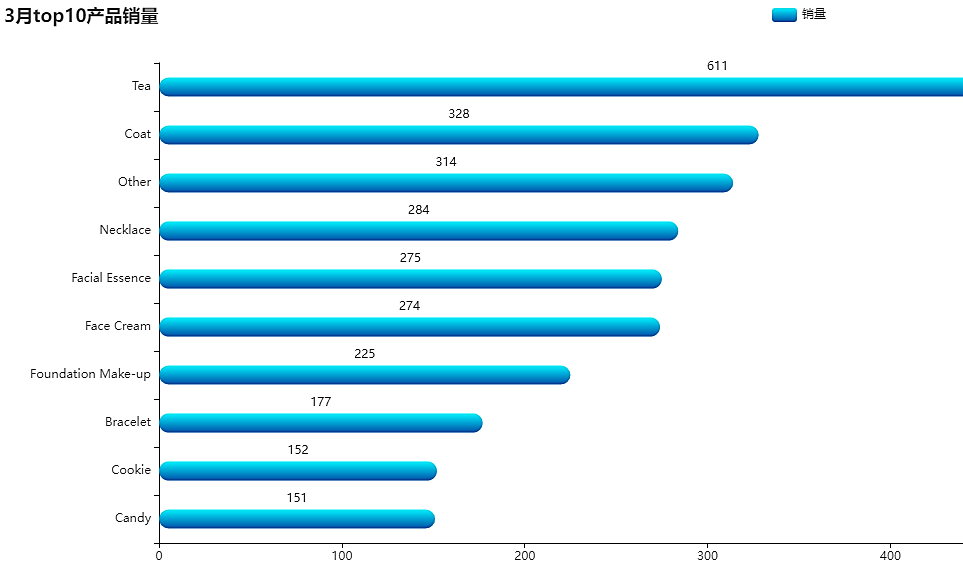 3月top10产品销量
销量
Tea 611
Coat 328
Other 314
Necklace 284
Facial Essence 275
Face Cream 274
Foundation Make-up 225
Bracelet 177
Cookie 152
Candy 151
0 100 200 300 400